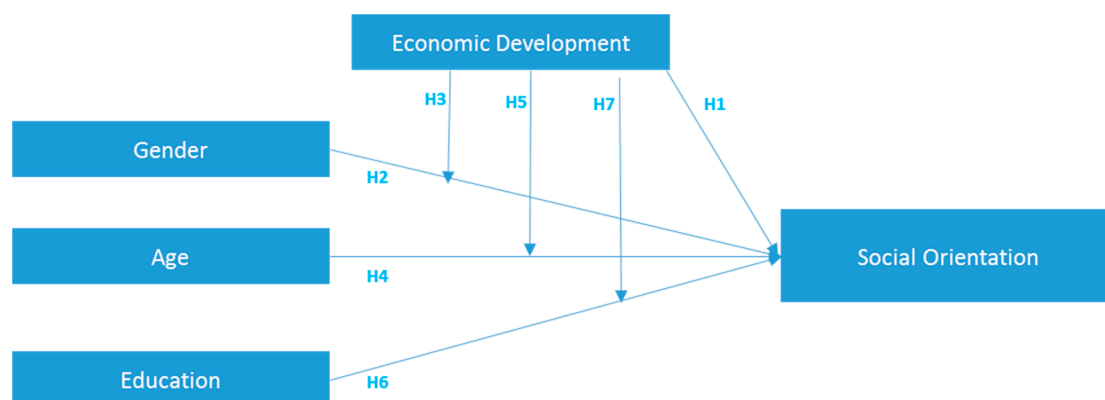 Economic Development
H3
H5
H7
H1
Gender
H2
Age
Social Orientation
H4
Education
H6